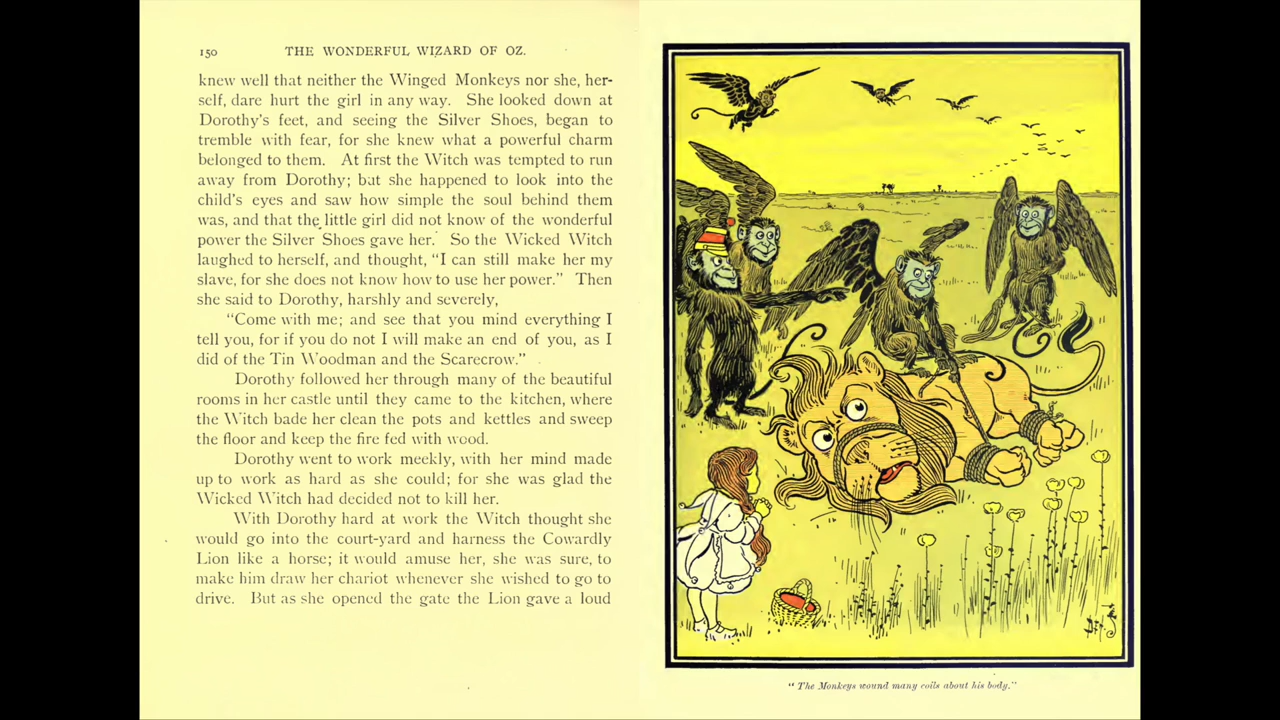 150 THE WONDERFUL WIZARD OF OZ.
knew well that neither the Winged Monkeys nor she, her-
self, dare hurt the girl in any way. She looked down at
Dorothy's feet, and seeing the Silver Shoes, began to
tremble with fear, for she knew what a powerful charm
belonged to them. At first the Witch was tempted to run
away from Dorothy; but she happened to look into the
child's eyes and saw how simple the soul behind them
was, and that the little girl did not know of the wonderful
power the Silver Shoes gave her. So the Wicked Witch
laughed to herself, and thought, "I can still make her my
slave, for she does not know how to use her power." Then
she said to Dorothy, harshly and severely,
"Come with me; and see that you mind everything I
tell you, for if you do not I will make an end of you, as I
did of the Tin Woodman and the Scarecrow."
Dorothy followed her through many of the beautiful
rooms in her castle until they came to the kitchen, where
the Witch bade her clean the pots and kettles and sweep
the floor and keep the fire fed with wood.
Dorothy went to work meekly, with her mind made
up to work as hard as she could; for she was glad the
Wicked Witch had decided not to kill her.
With Dorothy hard at work the Witch thought she
would go into the court-yard and harness the Cowardly
Lion like a horse; it would amuse her, she was sure, to
make him draw her chariot whenever she wished to go to
drive. But as she opened the gate the Lion gave a loud
"The Monkeys wound many coils about his body."